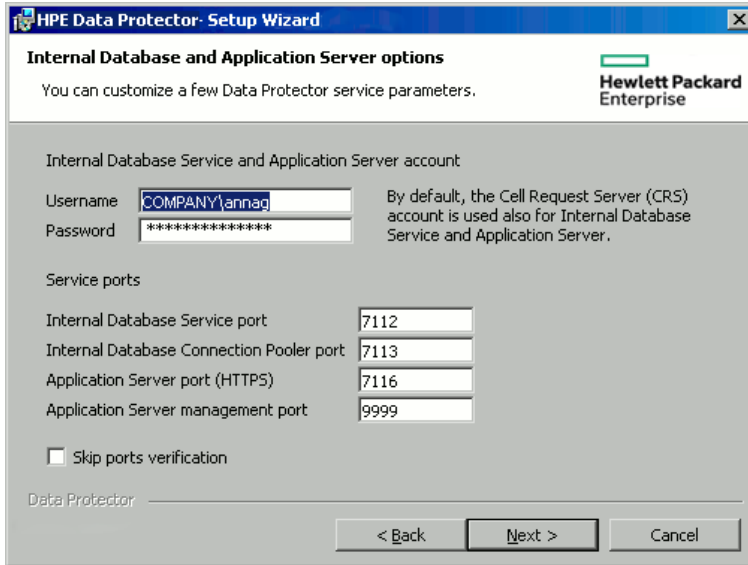 HPE Data Protector- Setup Wizard
Internal Database and Application Server options
You can customize a few Data Protector service parameters.
Hewlett Packard
Enterprise
Internal Database Service and Application Server account
Username COMPANY\annag
Password **************
By default, the Cell Request Server (CRS)
account is used also for Internal Database
Service and Application Server.
Service ports
Internal Database Service port 7112
Internal Database Connection Pooler port 7113
Application Server port (HTTPS) 7116
Application Server management port 9999
Skip ports verification
Data Protector
< Back
Next >
Cancel